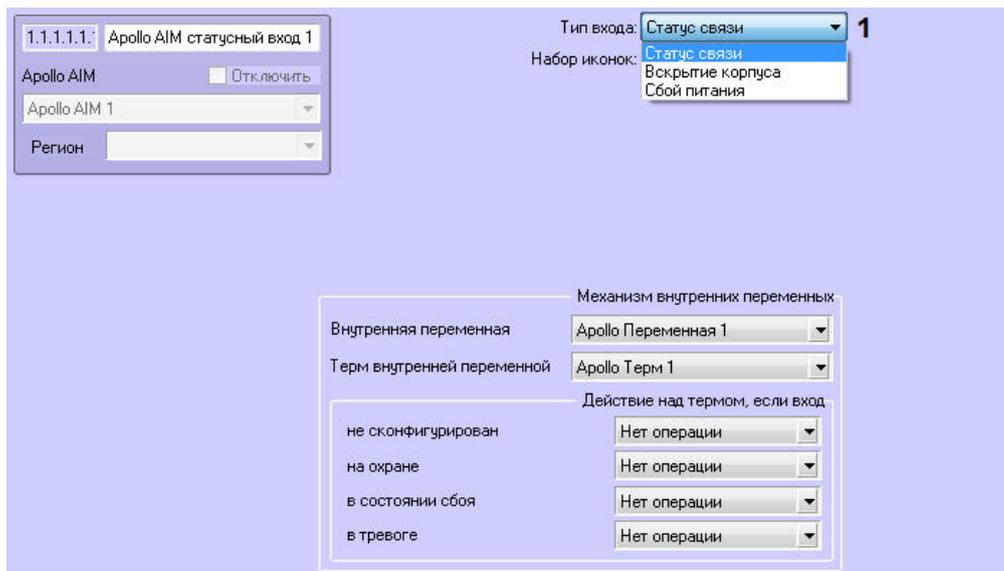 1.1.1.1.1.' Apollo AIM статусный вход 1
Apollo AIM Отключить
Apollo AIM 1
Регион
Тип входа: Статус связи 1
Набор иконок: Статус связи
Вскрытие корпуса
Сбой питания
Механизм внутренних переменных
Внутренняя переменная Apollo Переменная 1
Терм внутренней переменной Apollo Терм 1
Действие над термом, если вход
не сконфигурирован Нет операции
на охране Нет операции
в состоянии сбоя Нет операции
в тревоге Нет операции